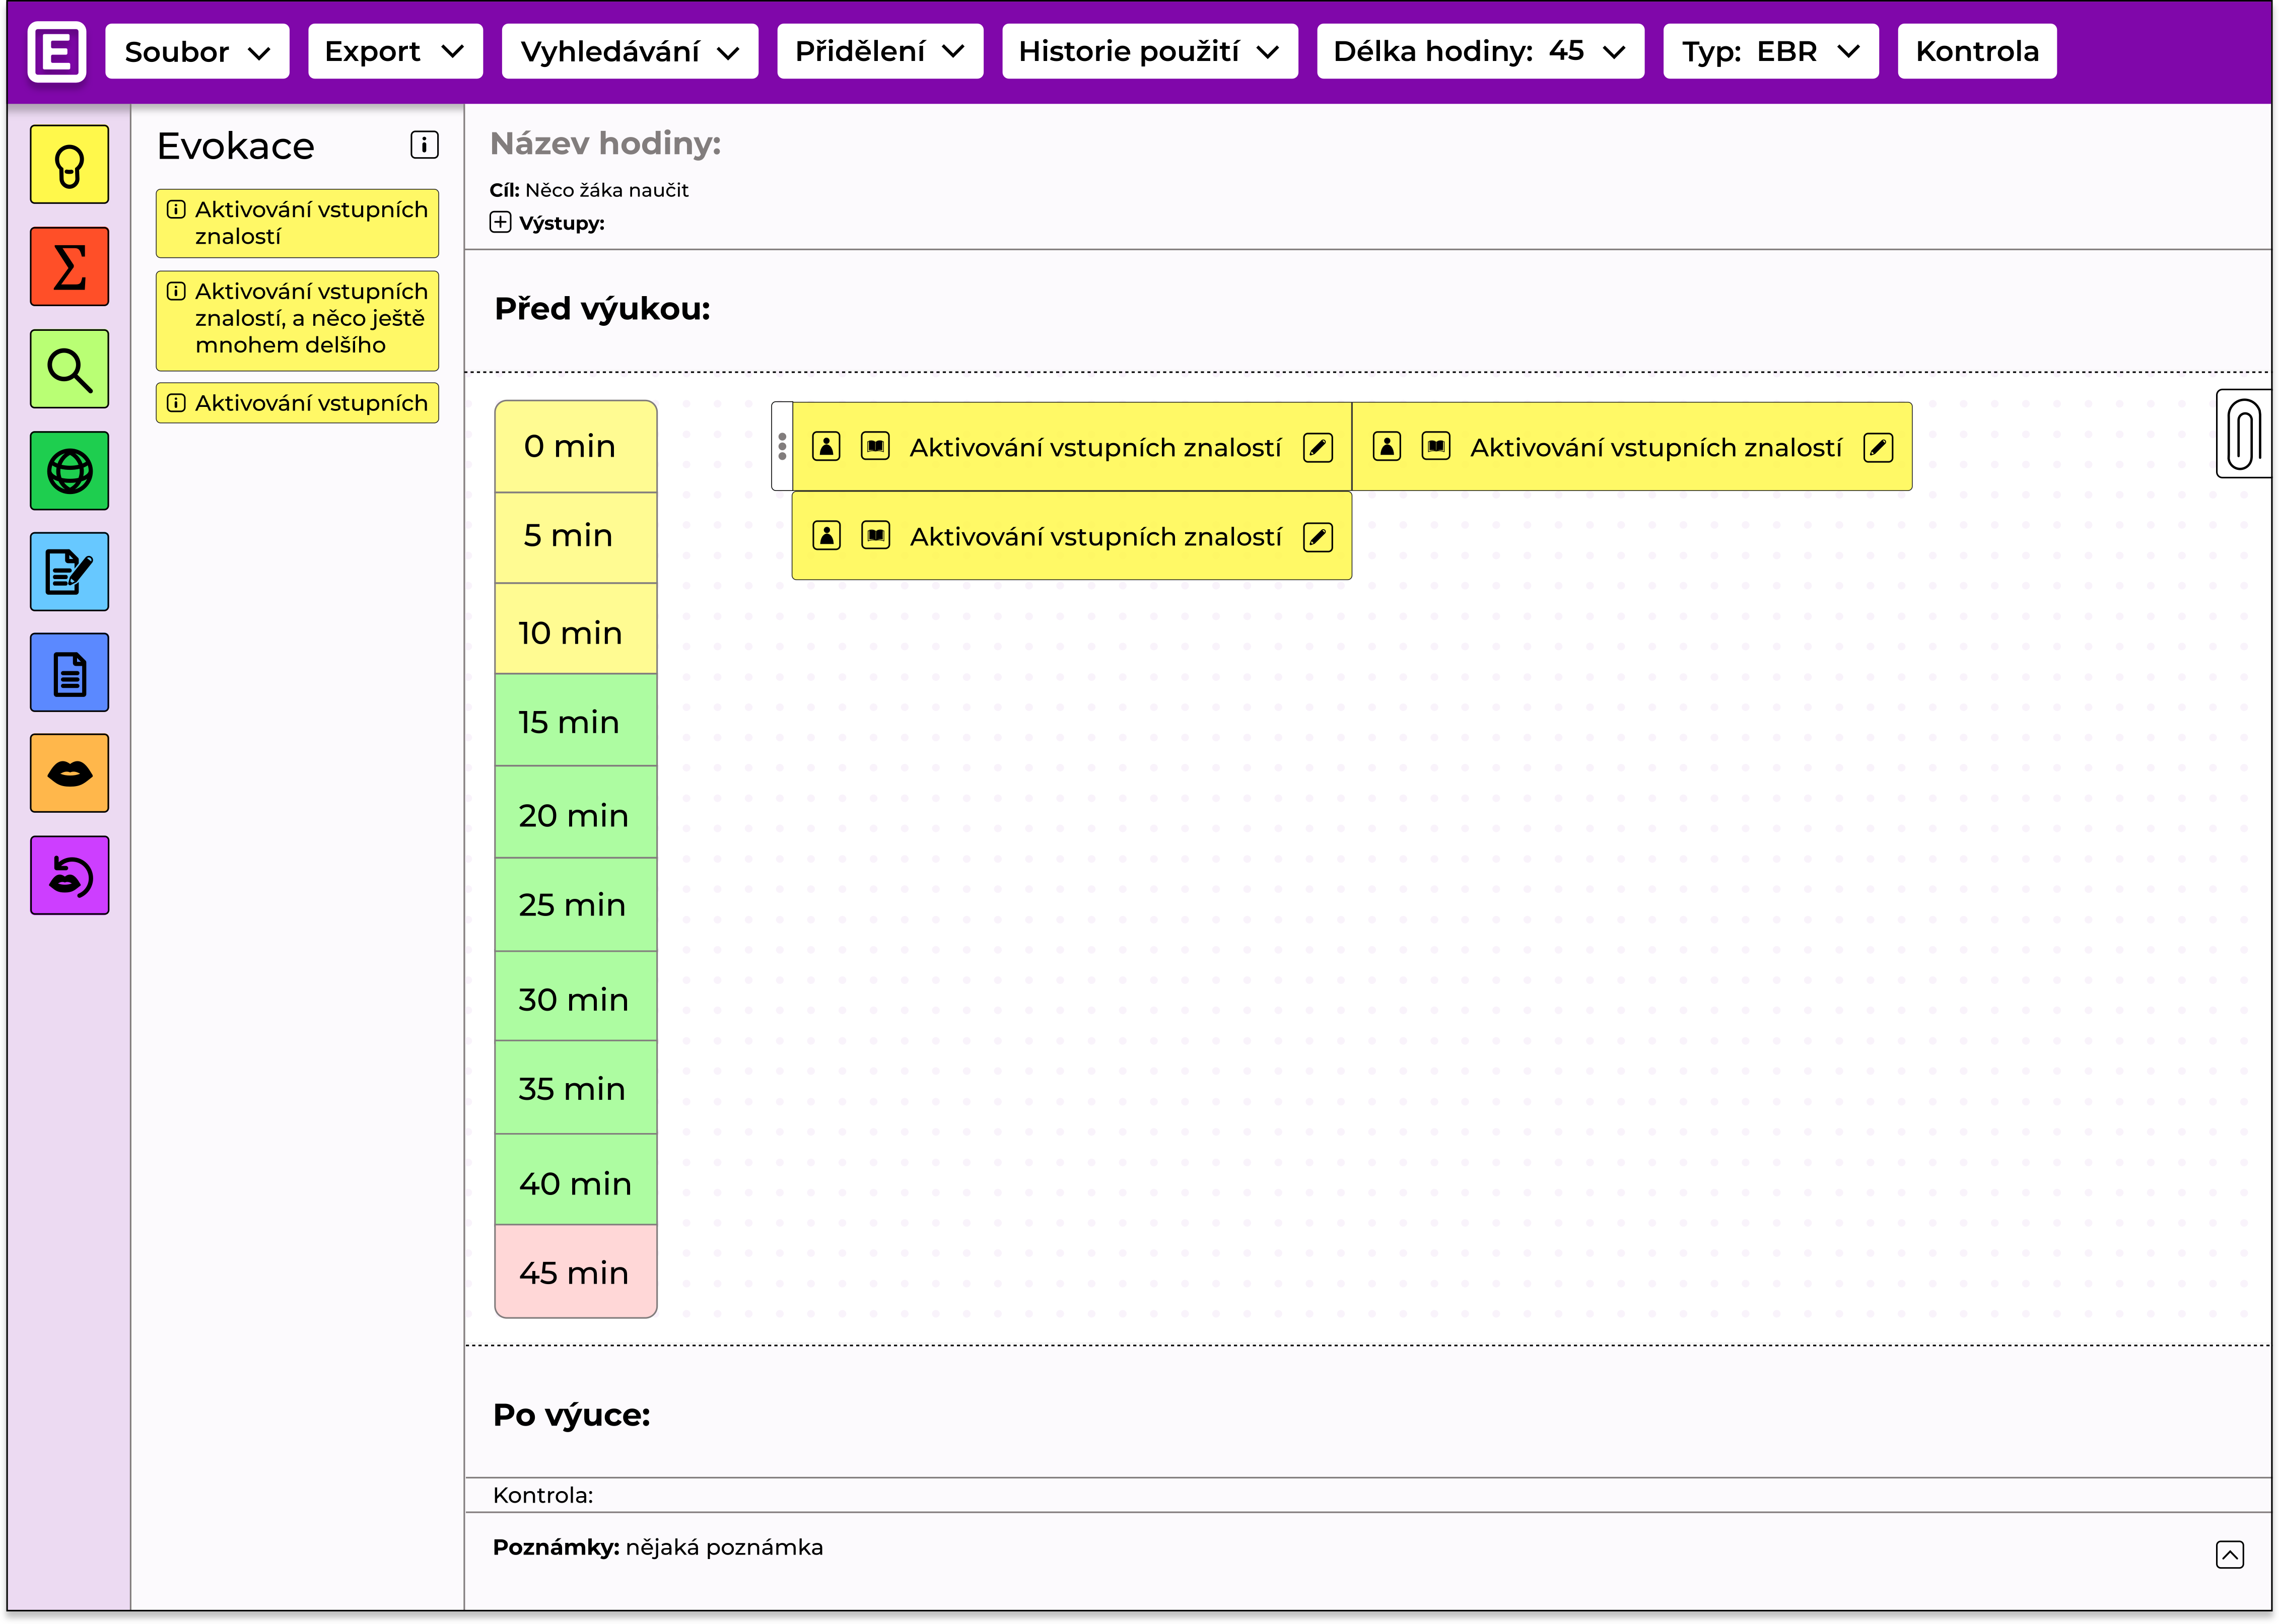 E
Soubor
Export
Vyhledávání
Přidělení
Historie použití
Délka hodiny: 45
Typ: EBR
Kontrola
Evokace
Aktivování vstupních
znalostí
Aktivování vstupních
znalostí, a něco ještě
mnohem delšího
Aktivování vstupních
Název hodiny:
Cíl: Něco žáka naučit
Výstupy:
Před výukou:
0 min
5 min
10 min
15 min
20 min
25 min
30 min
35 min
40 min
45 min
Aktivování vstupních znalostí
Aktivování vstupních znalostí
Aktivování vstupních znalostí
Po výuce:
Kontrola:
Poznámky: nějaká poznámka